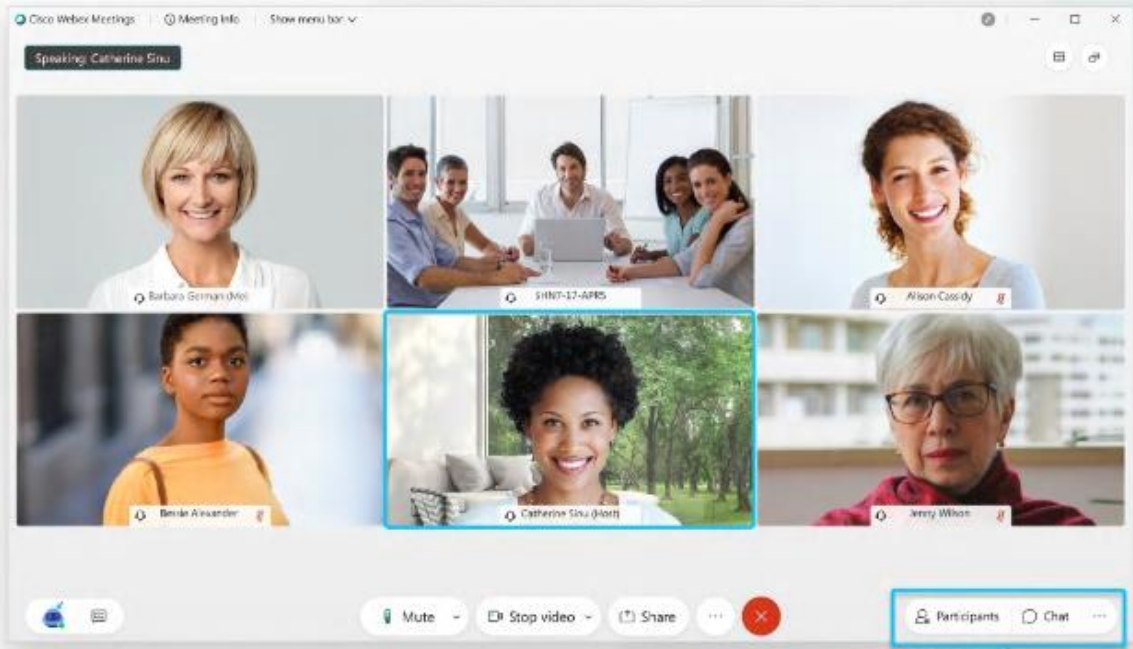 Cisco Webex Meetings
Meeting Info
Show menu bar
Speaking: Catherine Sinu
Barbara German (Me)
SHN7-17-APR5
Alison Cassidy
Bessie Alexander
Catherine Sinu (Host)
Jenny Wilson
Mute
Stop video
Share
Participants
Chat